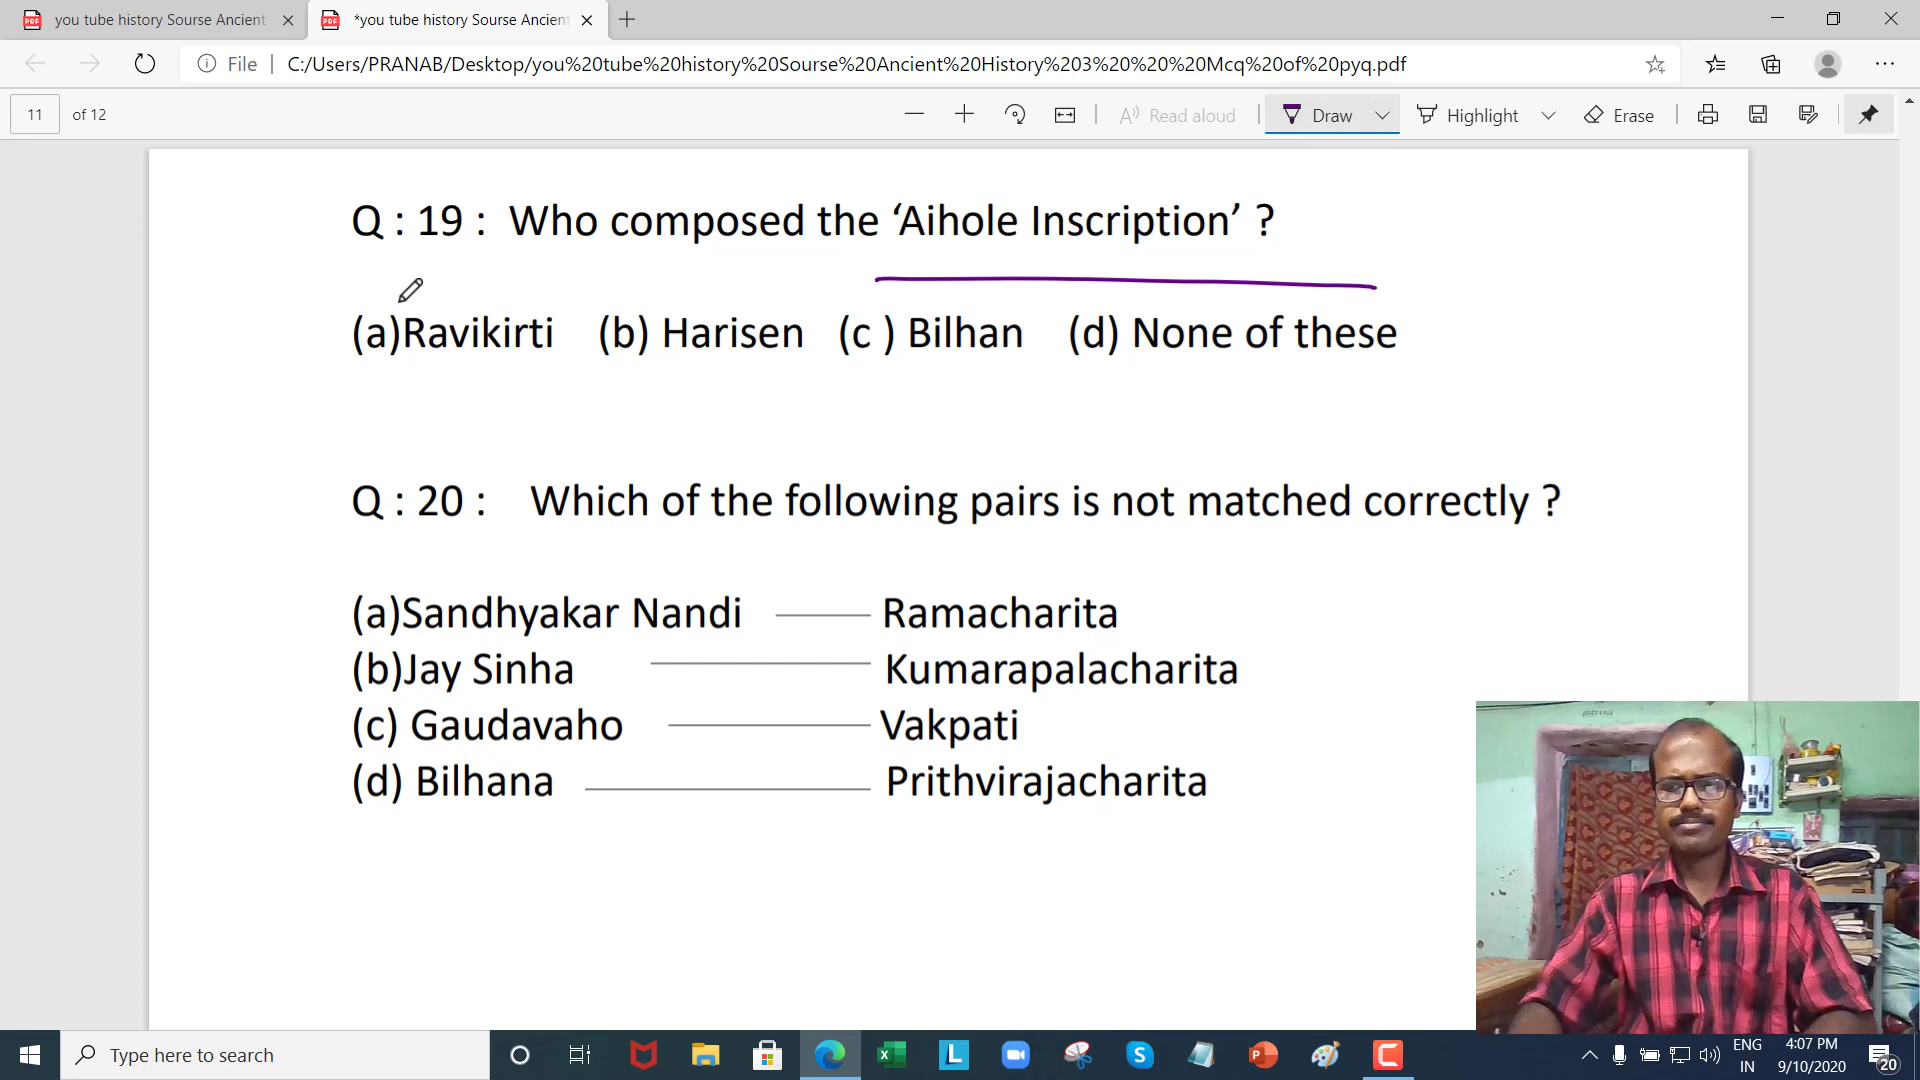 you tube history Sourse Ancient
*you tube history Sourse Ancien
File
C:/Users/PRANAB/Desktop/you%20tube%20history%20Sourse%20Ancient%20History%203%20%20%20Mcq%20of%20pyq.pdf
11 of 12
Read aloud
Draw
Highlight
Erase
Q : 19 : Who composed the ‘Aihole Inscription’ ?
(a)Ravikirti (b) Harisen (c ) Bilhan (d) None of these
Q : 20 : Which of the following pairs is not matched correctly ?
(a)Sandhyakar Nandi Ramacharita
(b)Jay Sinha Kumarapalacharita
(c) Gaudavaho Vakpati
(d) Bilhana Prithvirajacharita
Type here to search
ENG
IN
4:07 PM
9/10/2020
20